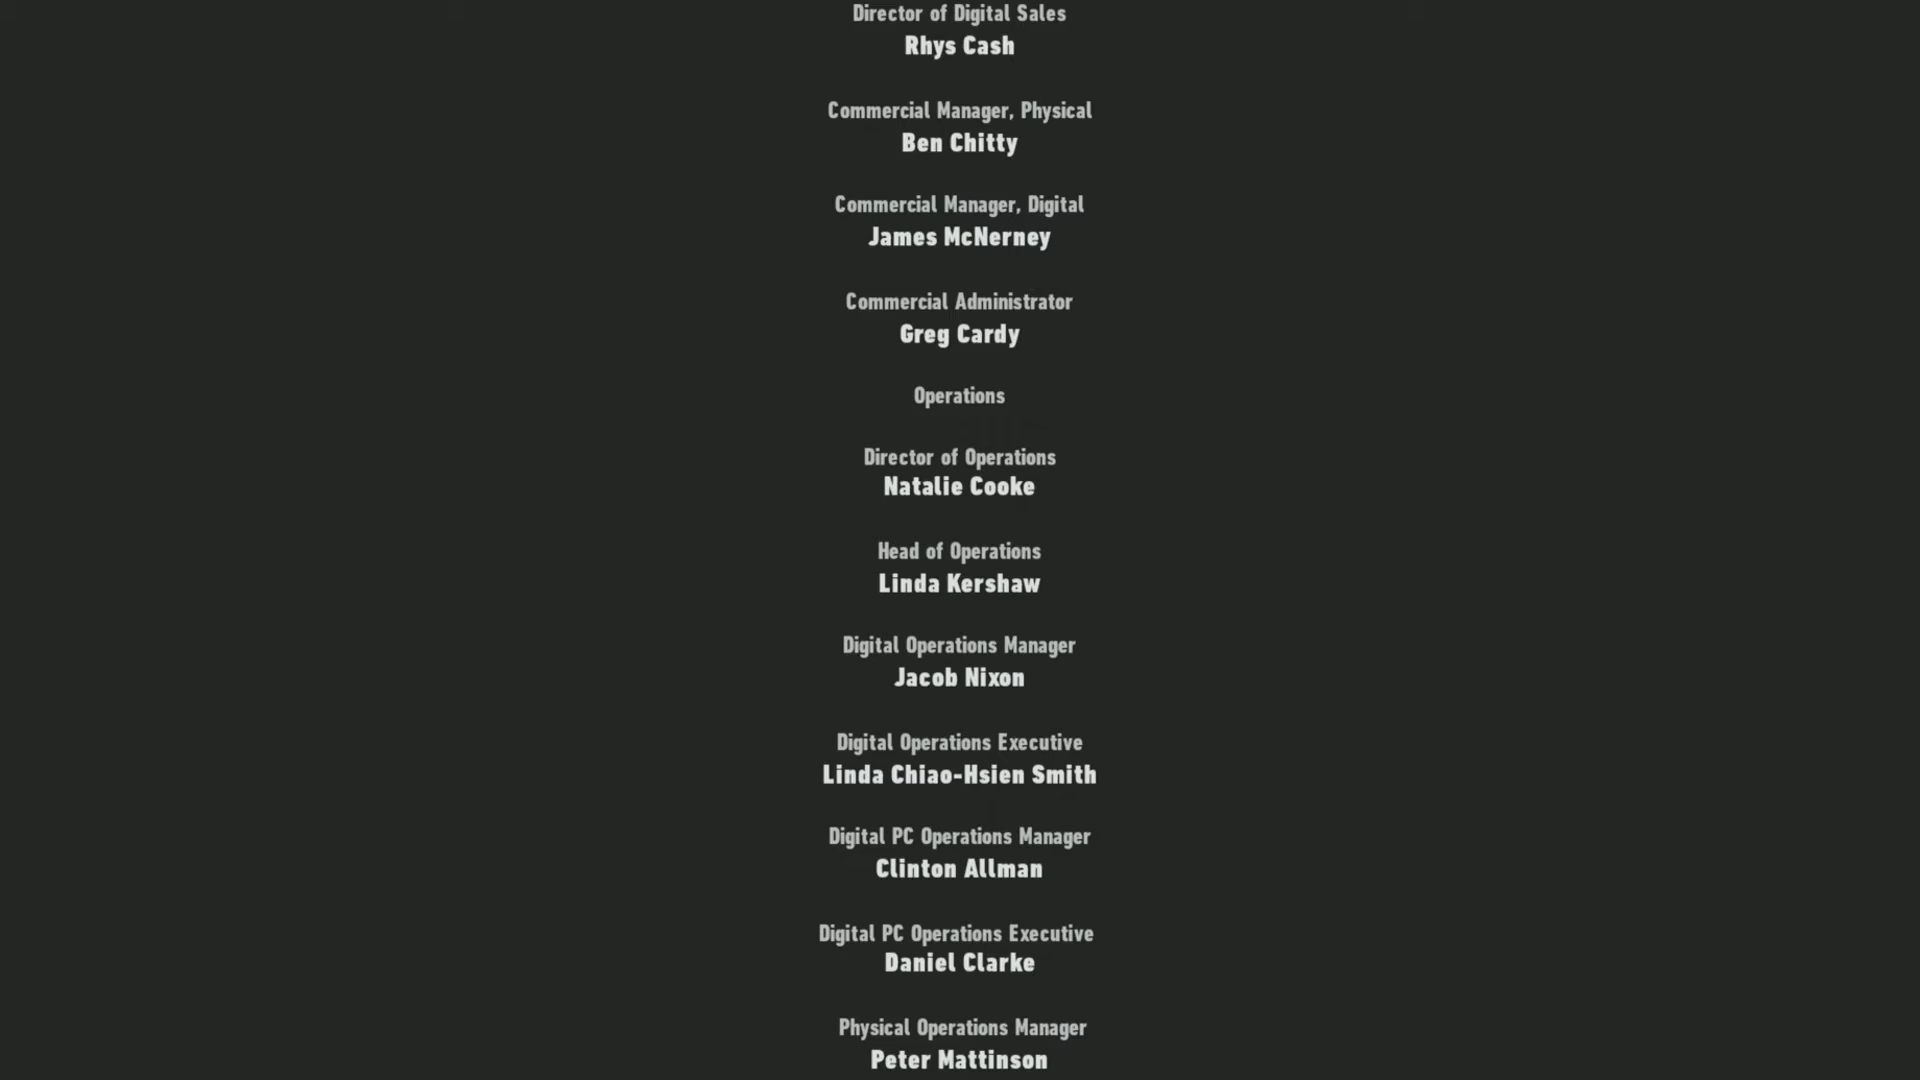 Director of Digital Sales
Rhys Cash
Commercial Manager, Physical
Ben Chitty
Commercial Manager, Digital
James McNerney
Commercial Administrator
Greg Cardy
Operations
Director of Operations
Natalie Cooke
Head of Operations
Linda Kershaw
Digital Operations Manager
Jacob Nixon
Digital Operations Executive
Linda Chiao-Hsien Smith
Digital PC Operations Manager
Clinton Allman
Digital PC Operations Executive
Daniel Clarke
Physical Operations Manager
Peter Mattinson